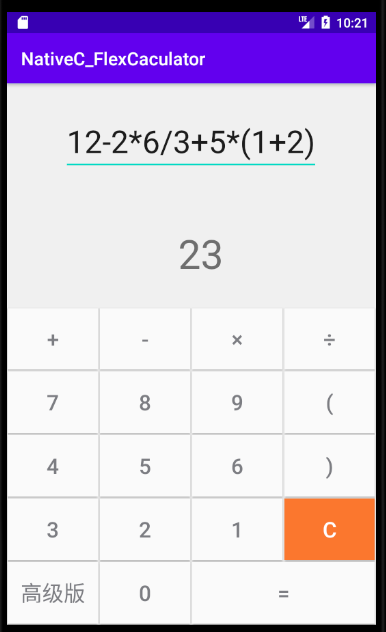 LTE 10:21
NativeC_FlexCaculator
12-2*6/3+5*(1+2)
23
+ - × ÷
7 8 9 (
4 5 6 )
3 2 1 C
高级版 0 =